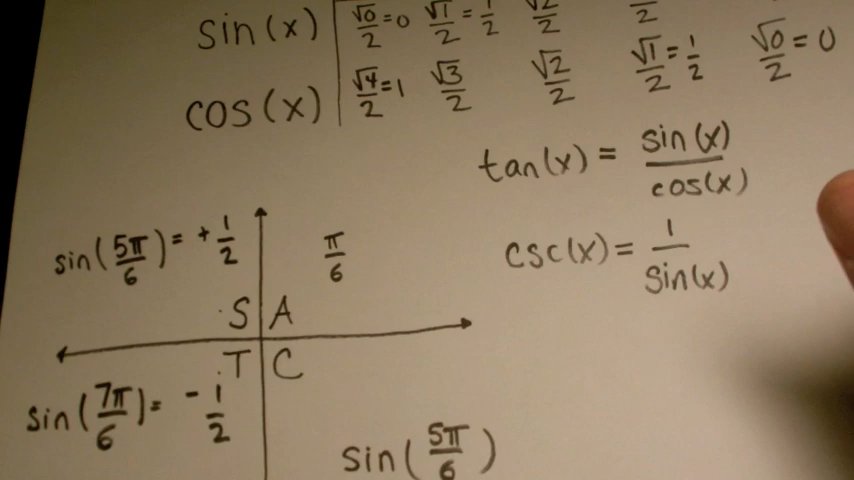 sin(x) √0/2 = 0 √1/2 = 1/2 √2/2
cos(x) √4/2 = 1 √3/2 √2/2 √1/2 = 1/2 √0/2 = 0
tan(x) = sin(x)/cos(x)
sin(5π/6) = + 1/2 π/6
csc(x) = 1/sin(x)
S A
T C
sin(7π/6) = - 1/2
sin(5π/6)